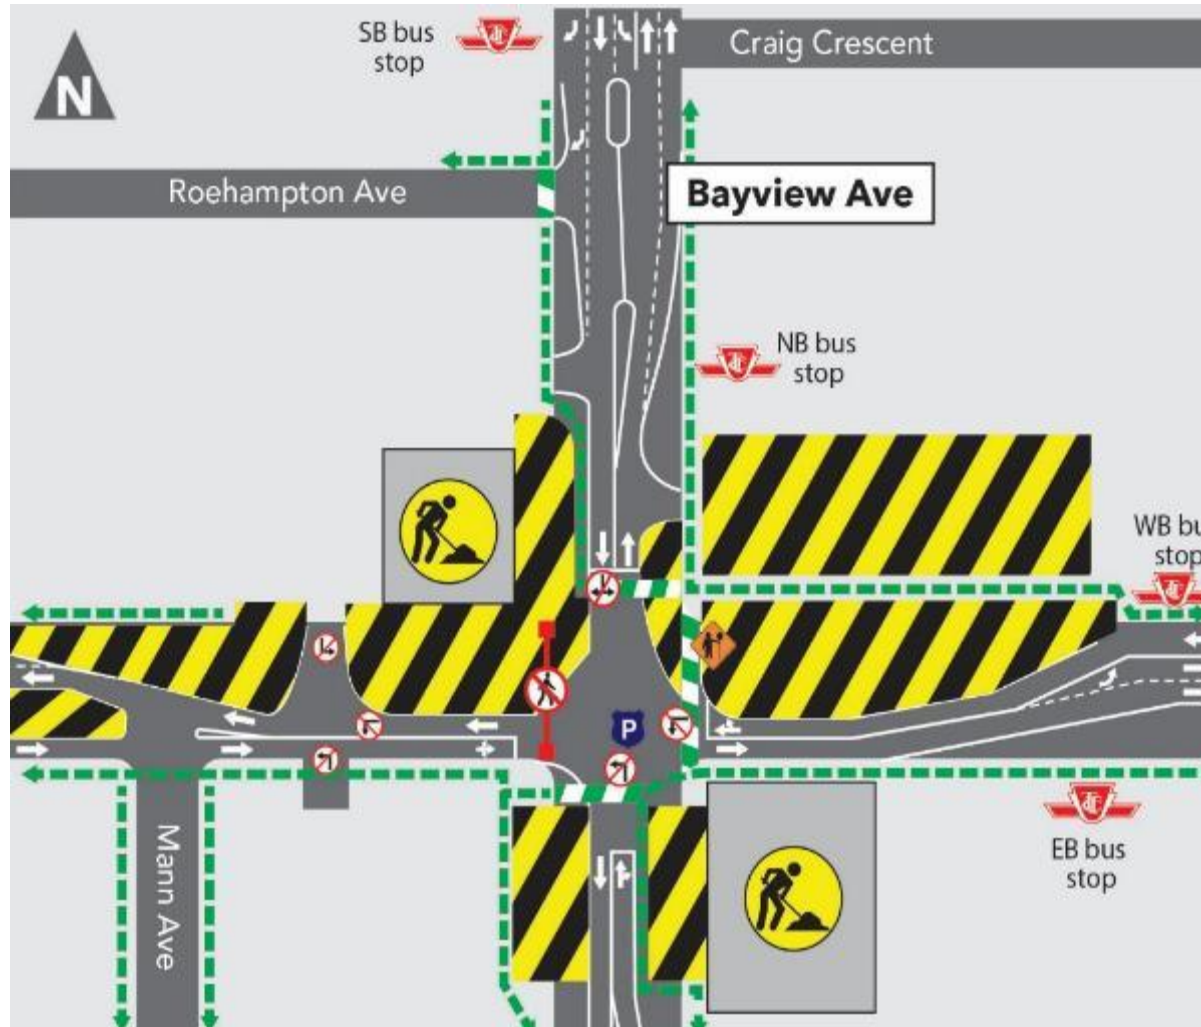 SB bus
stop
Craig Crescent
N
Roehampton Ave
Bayview Ave
NB bus
stop
WB bu
stop
P
Mann Ave
EB bus
stop